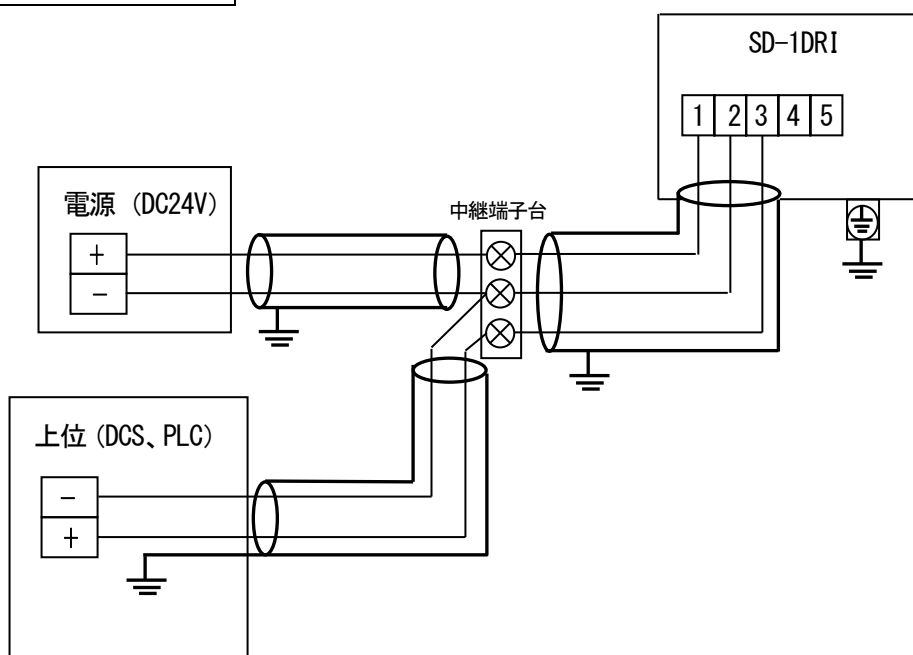 SD-1DRI
1 2 3 4 5
電源 (DC24V)
+
-
中継端子台
上位 (DCS、PLC)
-
+